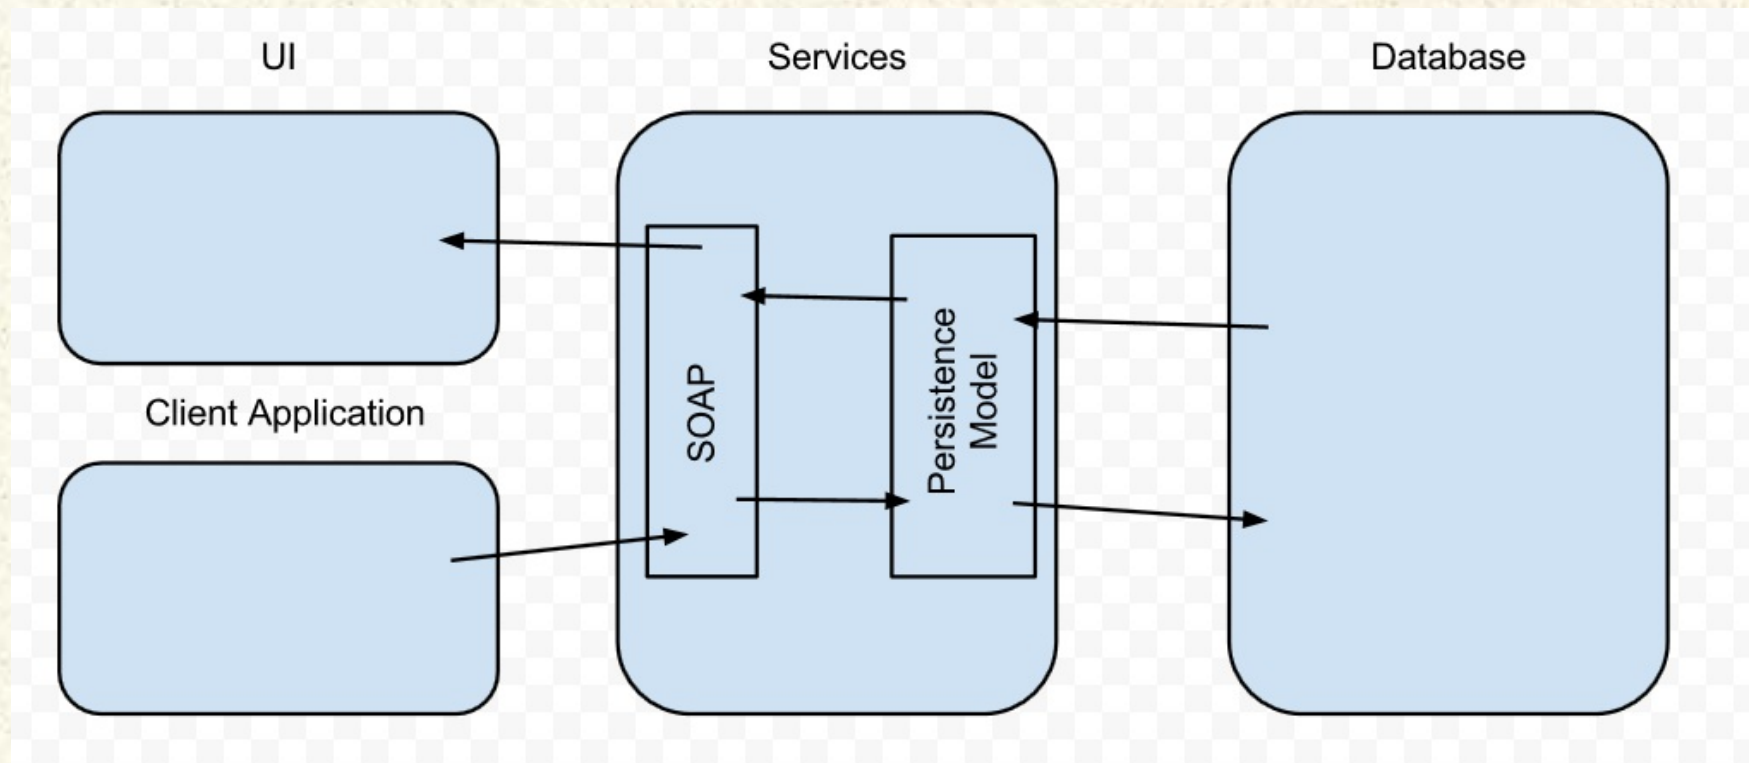 UI
Services
Database
Client Application
SOAP
Persistence
Model